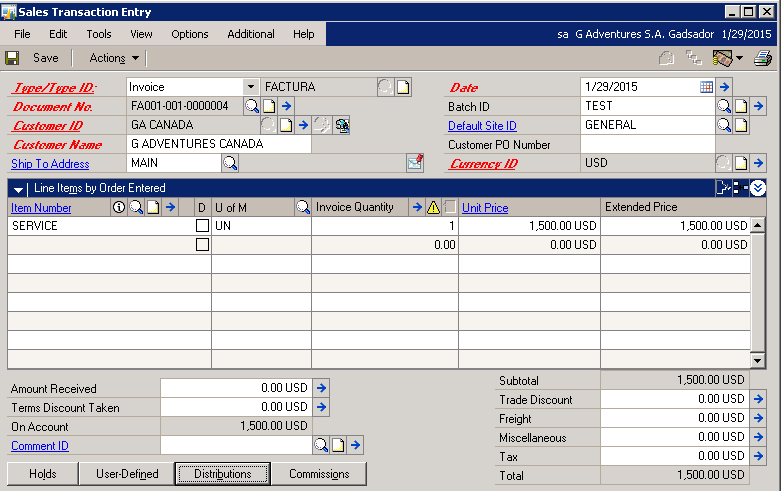 Sales Transaction Entry
File Edit Tools View Options Additional Help sa G Adventures S.A. Gadsador 1/29/2015
Save Actions
Type/Type ID: Invoice FACTURA Date 1/29/2015
Document No. FA001-001-0000004 Batch ID TEST
Customer ID GA CANADA Default Site ID GENERAL
Customer Name G ADVENTURES CANADA Customer PO Number
Ship To Address MAIN Currency ID USD
Line Items by Order Entered
Item Number D U of M Invoice Quantity Unit Price Extended Price
SERVICE UN 1 1,500.00 USD 1,500.00 USD
0.00 0.00 USD 0.00 USD
Amount Received 0.00 USD
Terms Discount Taken 0.00 USD
On Account 1,500.00 USD
Comment ID
Subtotal 1,500.00 USD
Trade Discount 0.00 USD
Freight 0.00 USD
Miscellaneous 0.00 USD
Tax 0.00 USD
Total 1,500.00 USD
Holds User-Defined Distributions Commissions